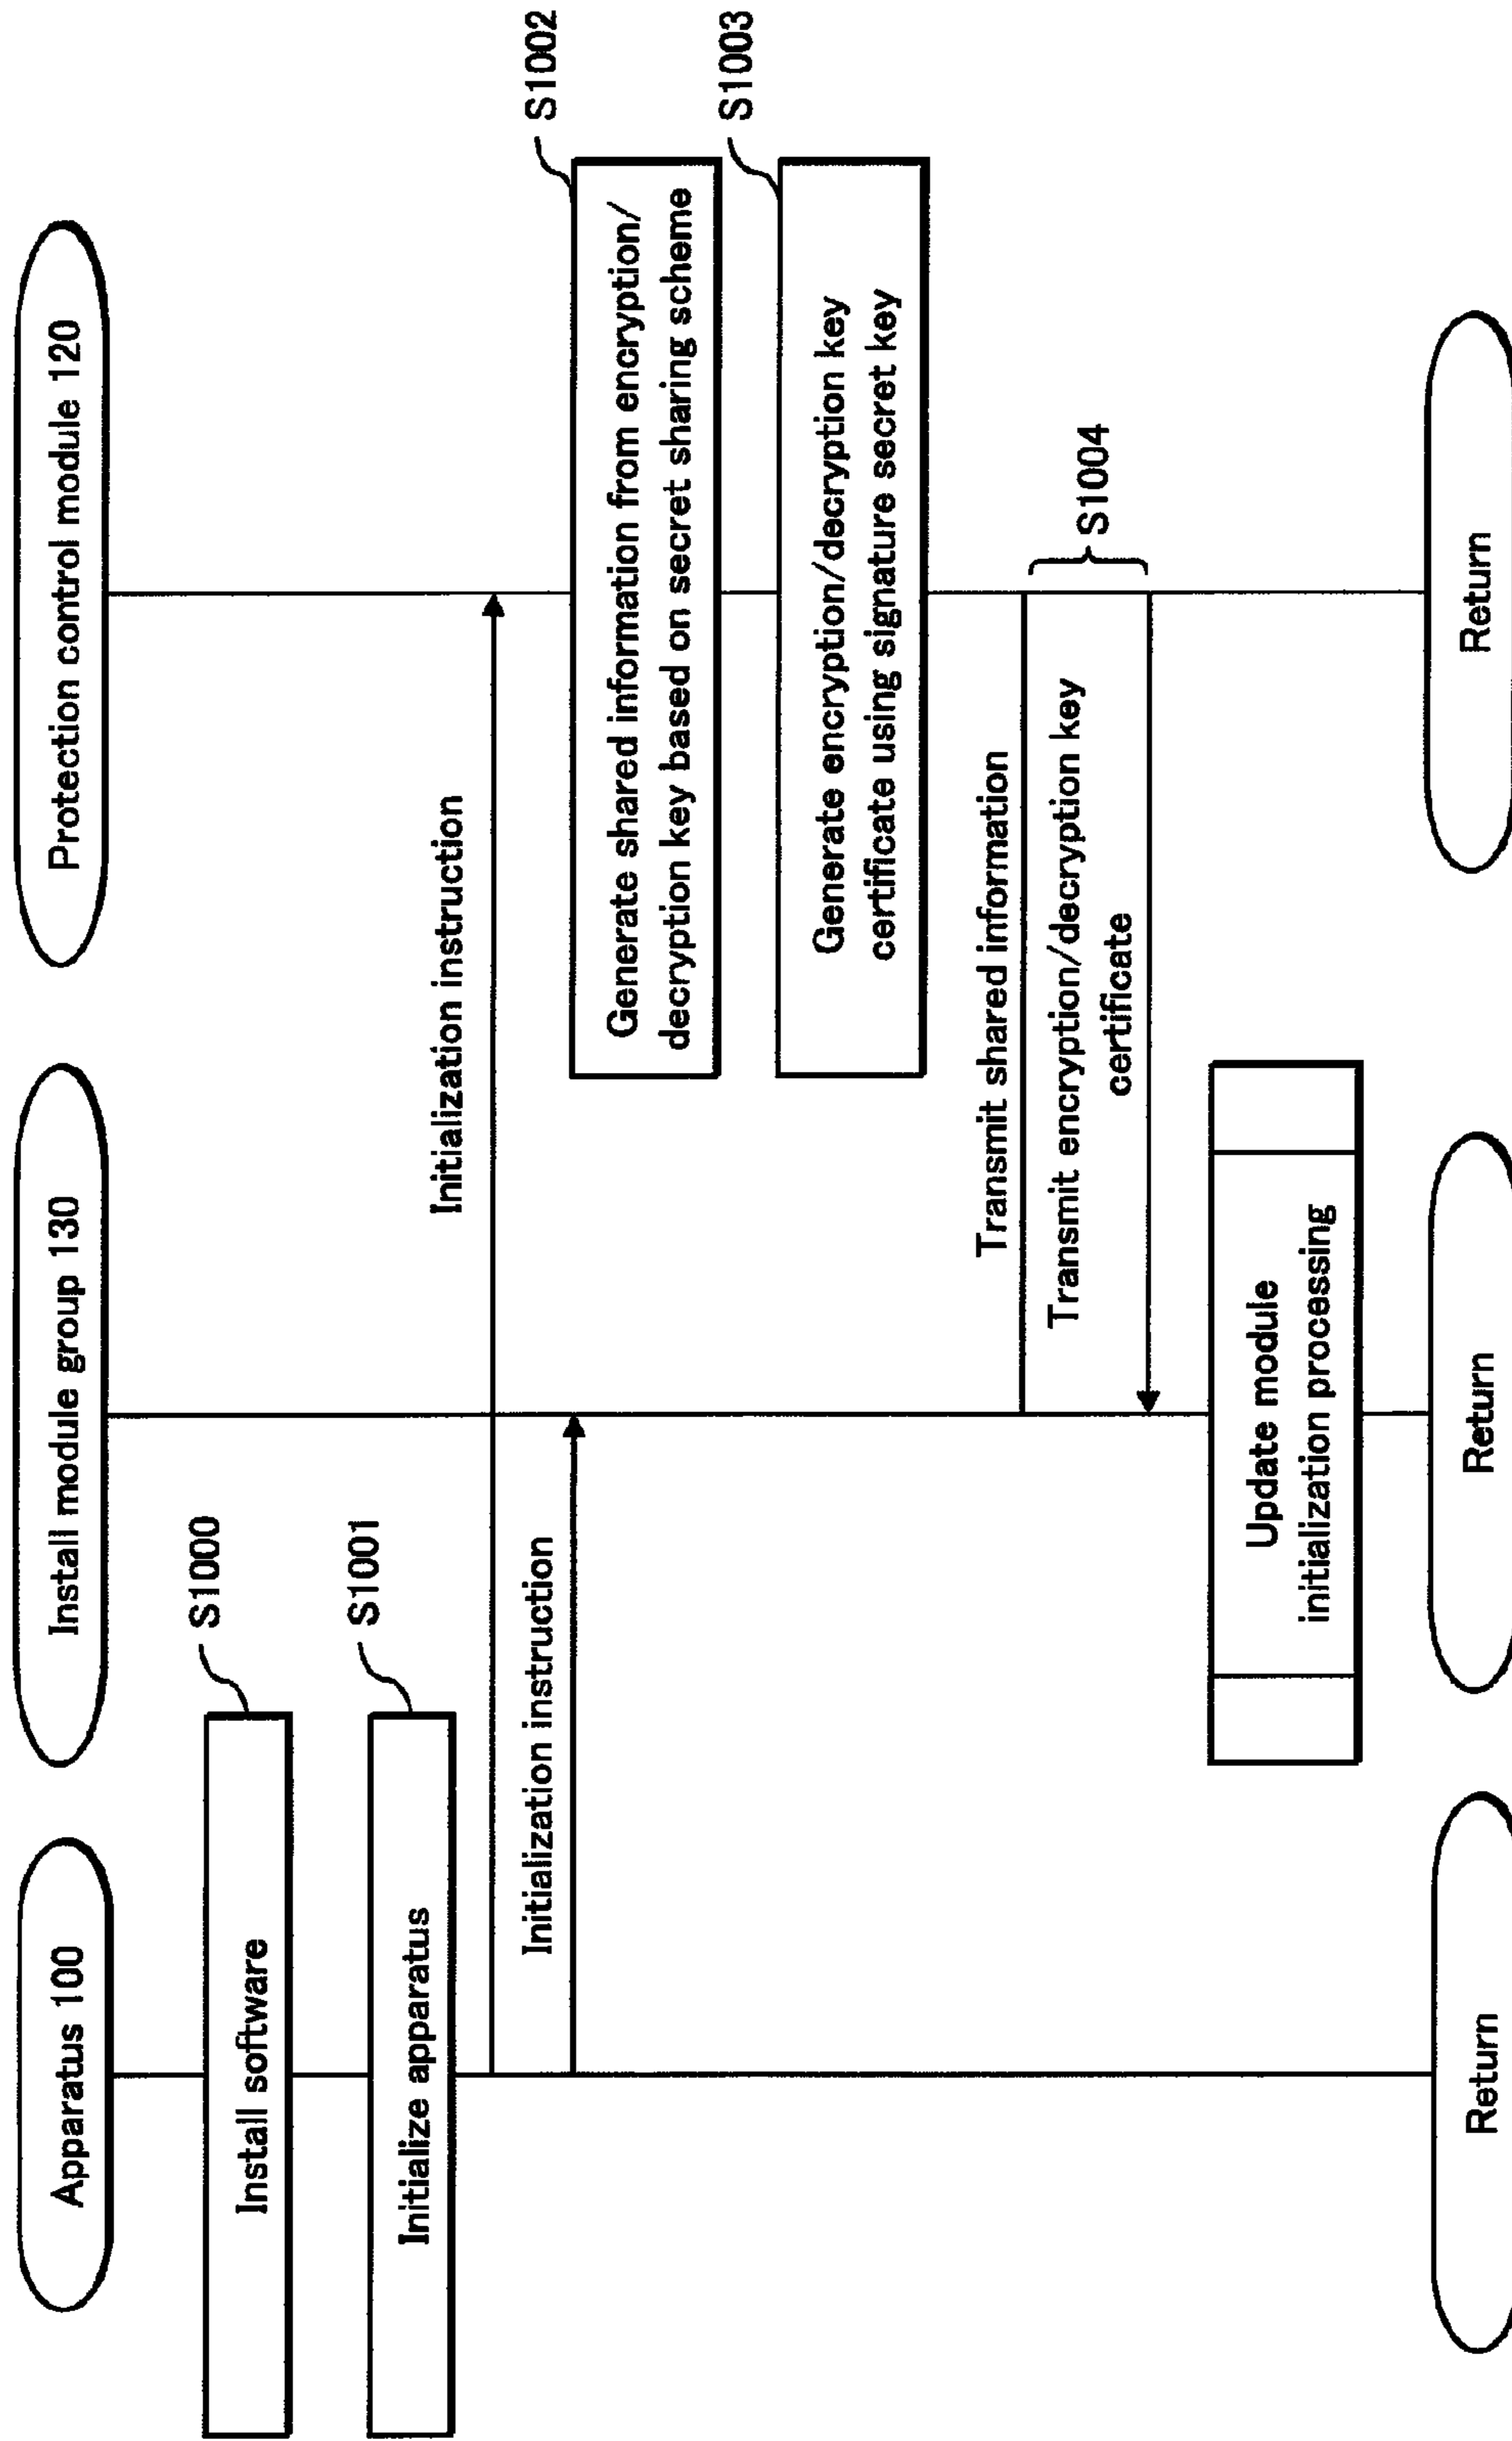 Apparatus 100
Install module group 130
Protection control module 120
Install software
S1000
Initialize apparatus
S1001
Initialization instruction
Initialization instruction
S1002
Generate shared information from encryption/
decryption key based on secret sharing scheme
S1003
Generate encryption/decryption key
certificate using signature secret key
Transmit shared information
Transmit encryption/decryption key
certificate
S1004
Update module
initialization processing
Return
Return
Return